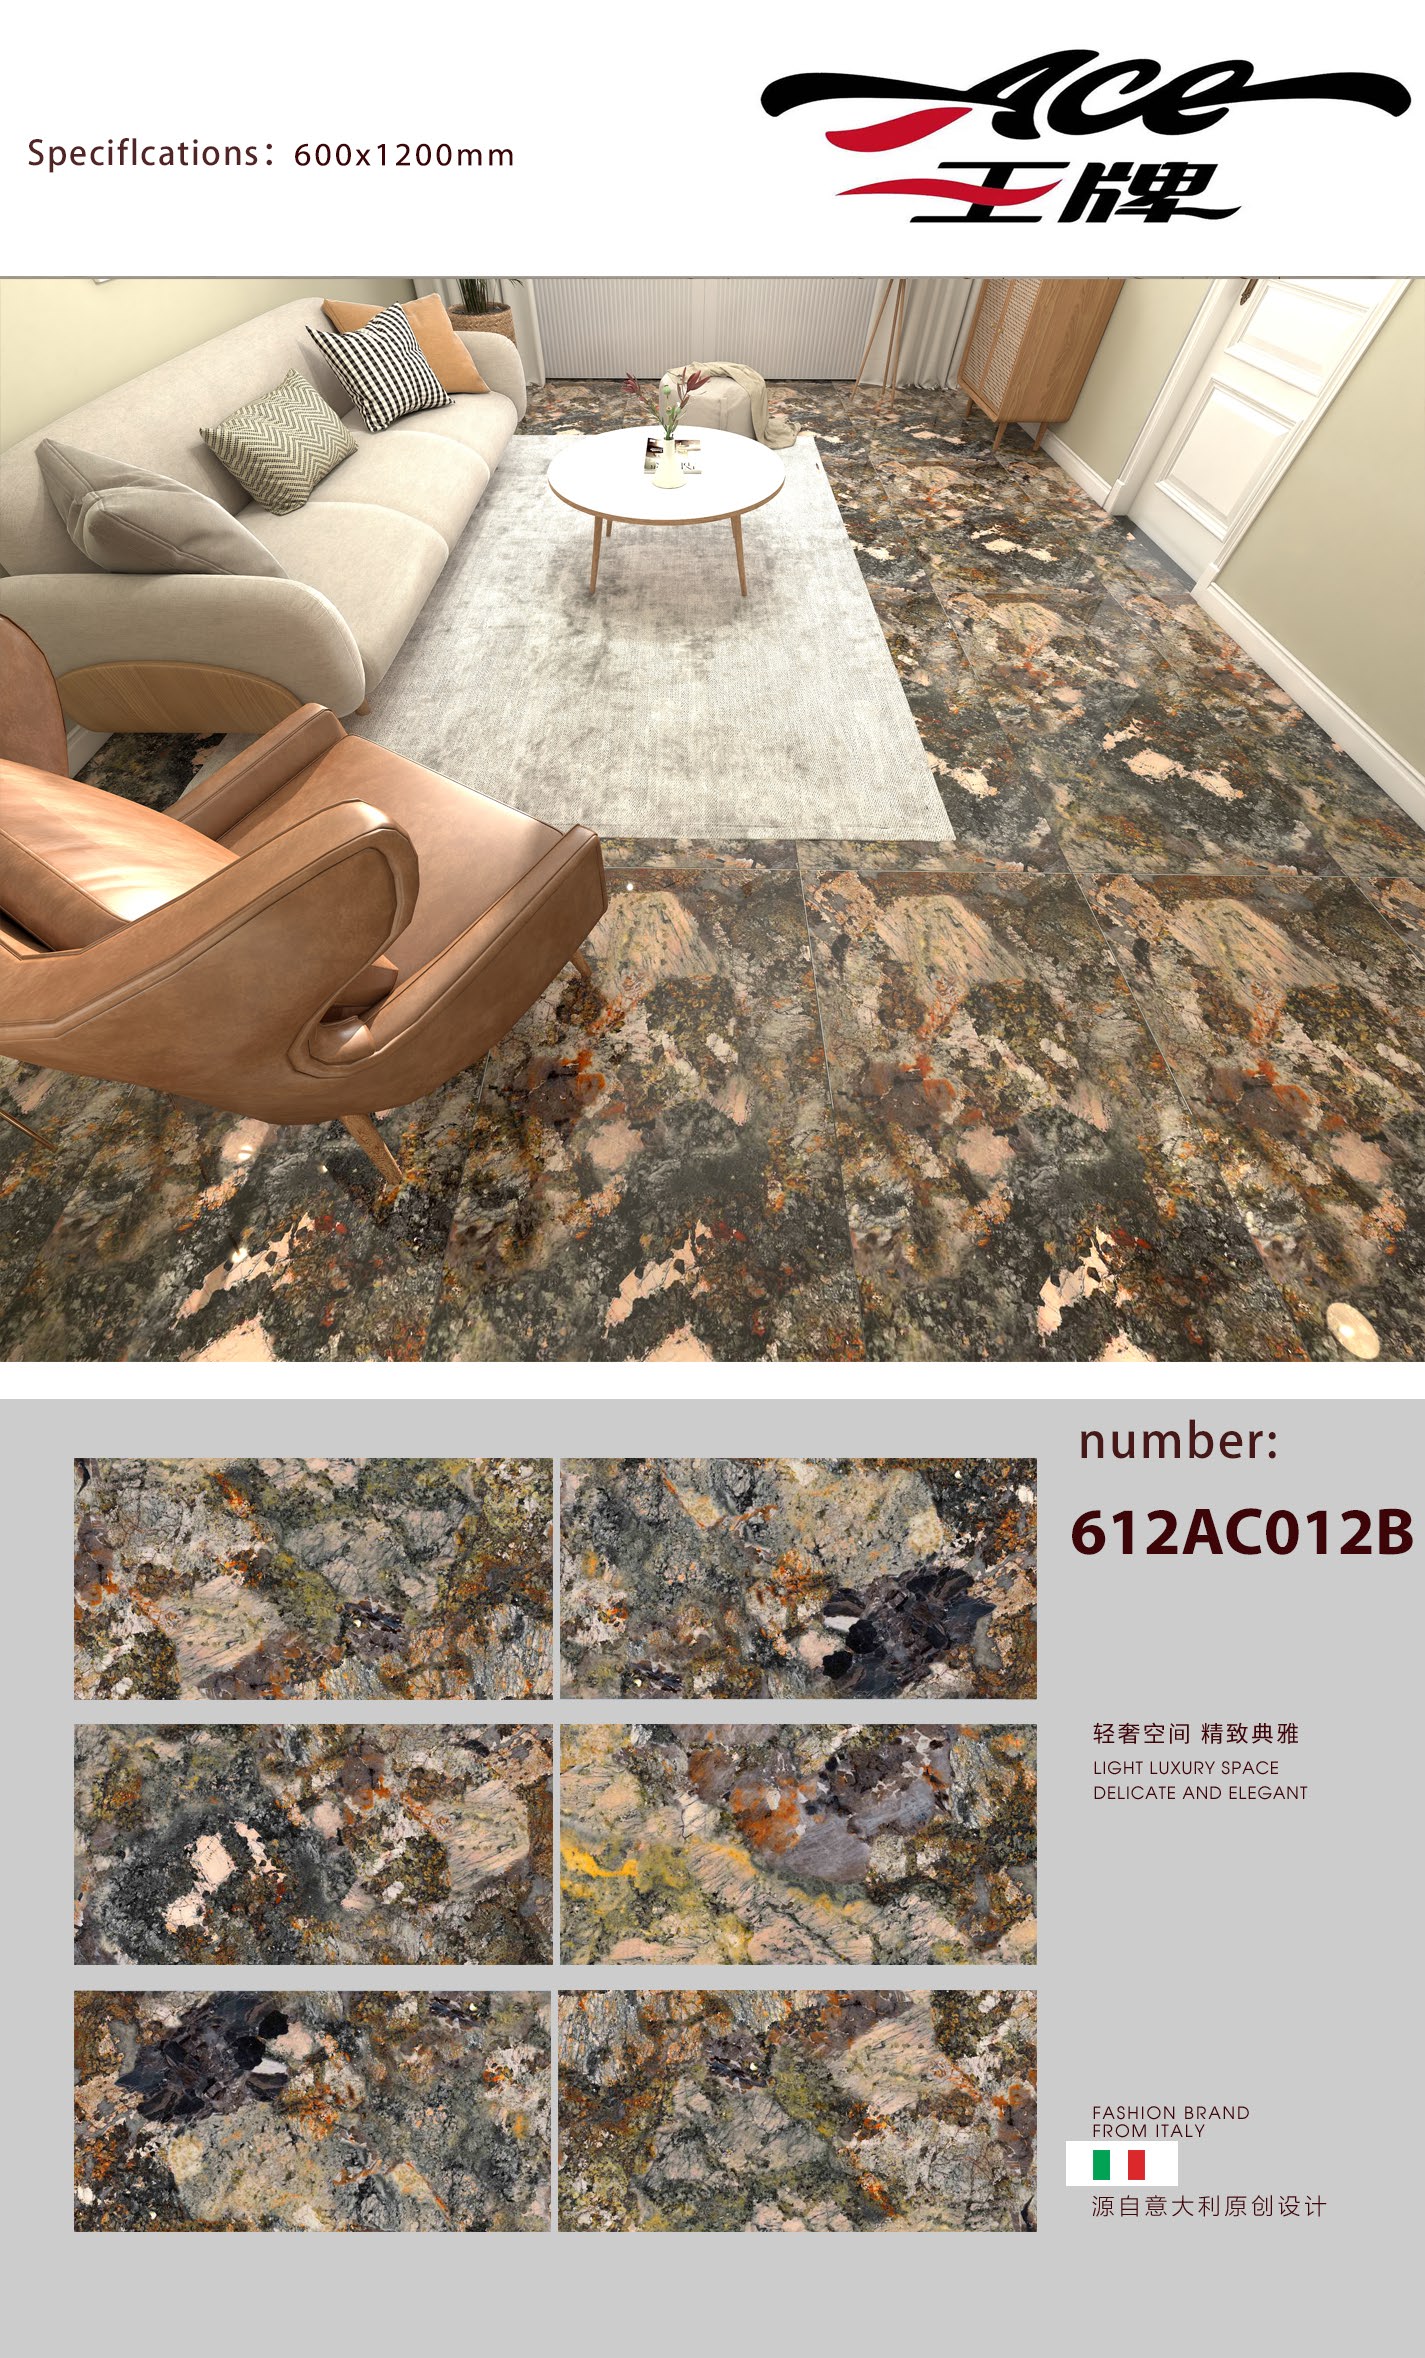 Ace
王牌
Speciflcations：600x1200mm
number:
612AC012B
轻奢空间 精致典雅
LIGHT LUXURY SPACE
DELICATE AND ELEGANT
FASHION BRAND
FROM ITALY
源自意大利原创设计